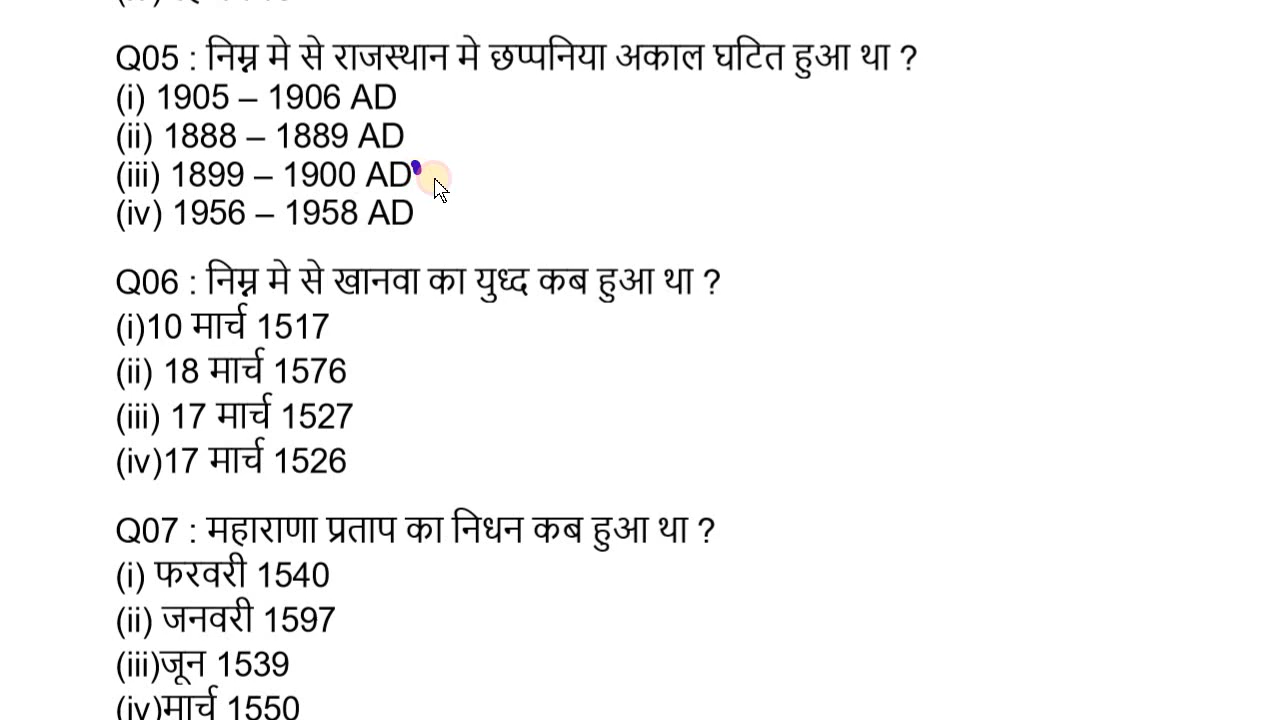 Q05 : निम्न मे से राजस्थान मे छप्पनिया अकाल घटित हुआ था ?
(i) 1905 – 1906 AD
(ii) 1888 – 1889 AD
(iii) 1899 – 1900 AD
(iv) 1956 – 1958 AD
Q06 : निम्न मे से खानवा का युध्द कब हुआ था ?
(i)10 मार्च 1517
(ii) 18 मार्च 1576
(iii) 17 मार्च 1527
(iv)17 मार्च 1526
Q07 : महाराणा प्रताप का निधन कब हुआ था ?
(i) फरवरी 1540
(ii) जनवरी 1597
(iii)जून 1539
(iv)मार्च 1550